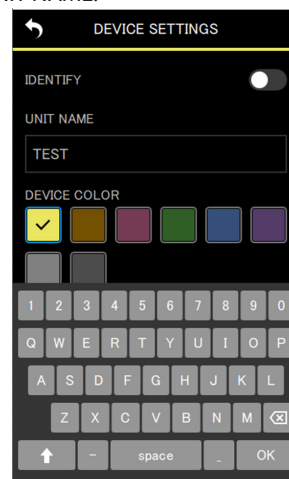 DEVICE SETTINGS
IDENTIFY
UNIT NAME
TEST
DEVICE COLOR
1 2 3 4 5 6 7 8 9 0
Q W E R T Y U I O P
A S D F G H J K L
Z X C V B N M
- space _ OK